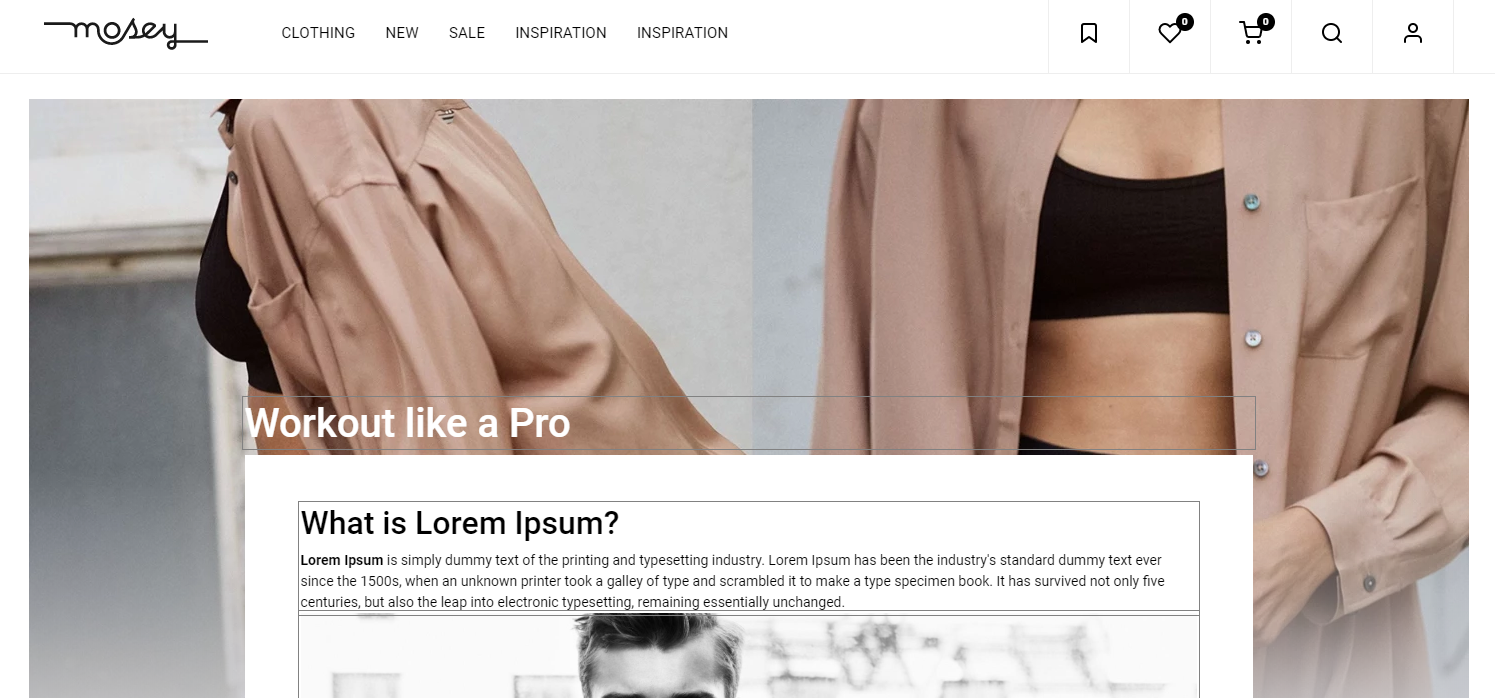 mosey
CLOTHING NEW SALE INSPIRATION INSPIRATION
0 0
Workout like a Pro
What is Lorem Ipsum?
Lorem Ipsum is simply dummy text of the printing and typesetting industry. Lorem Ipsum has been the industry's standard dummy text ever
since the 1500s, when an unknown printer took a galley of type and scrambled it to make a type specimen book. It has survived not only five
centuries, but also the leap into electronic typesetting, remaining essentially unchanged.